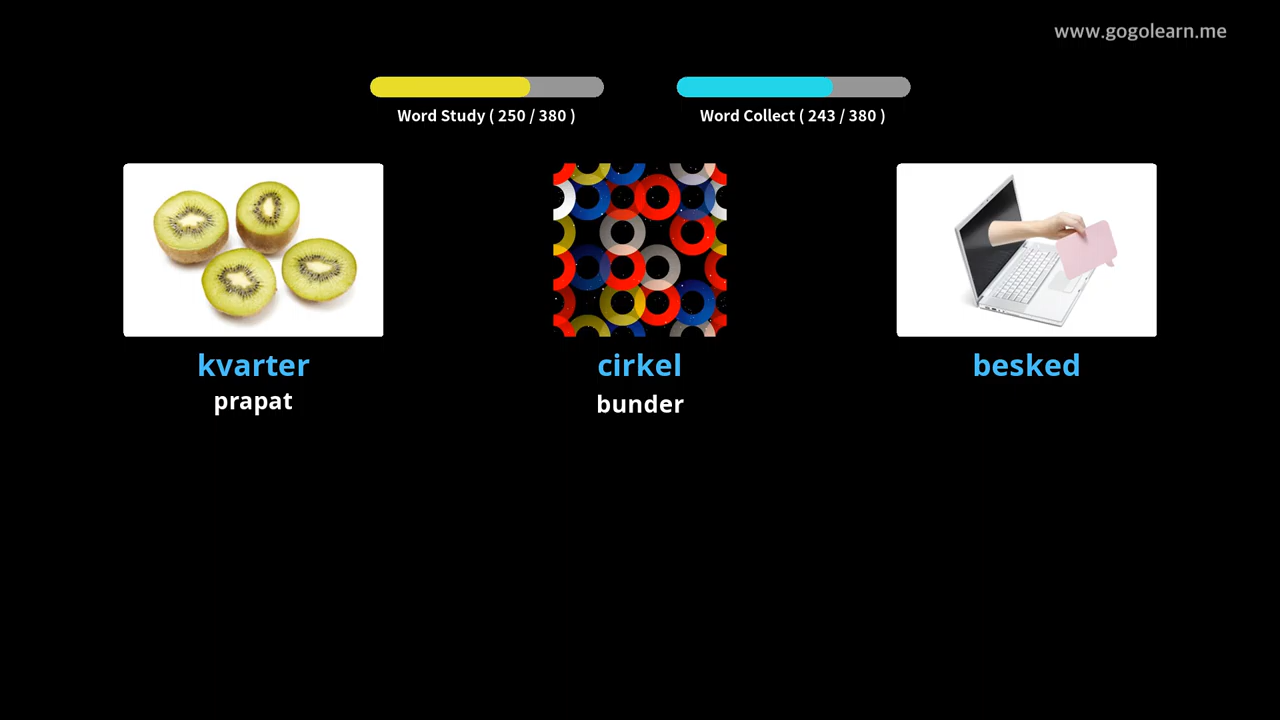 www.gogolearn.me
Word Study ( 250 / 380 )
Word Collect ( 243 / 380 )
kvarter
cirkel
besked
prapat
bunder